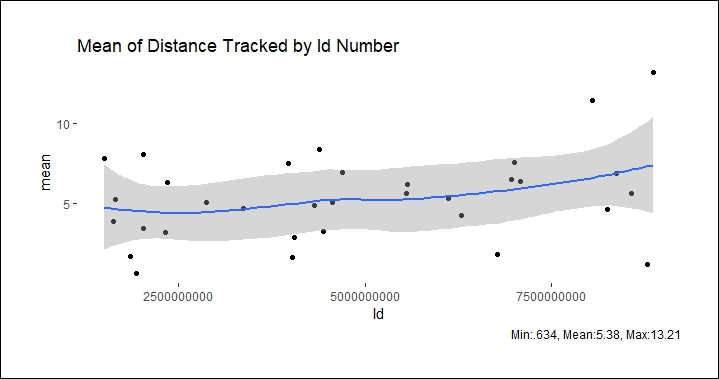 Mean of Distance Tracked by Id Number
10
5
mean
2500000000 5000000000 7500000000
Id
Min:.634, Mean:5.38, Max:13.21